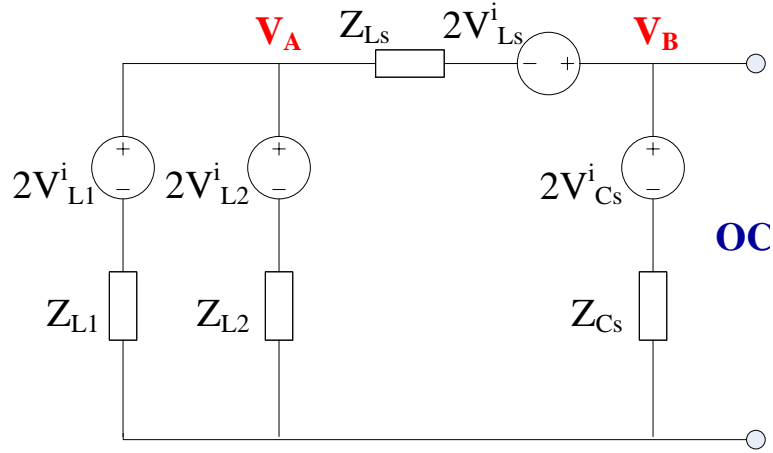 V_A Z_Ls 2V^i_Ls V_B
− +
+ + +
− − −
2V^i_L1 2V^i_L2 2V^i_Cs
OC
Z_L1 Z_L2 Z_Cs